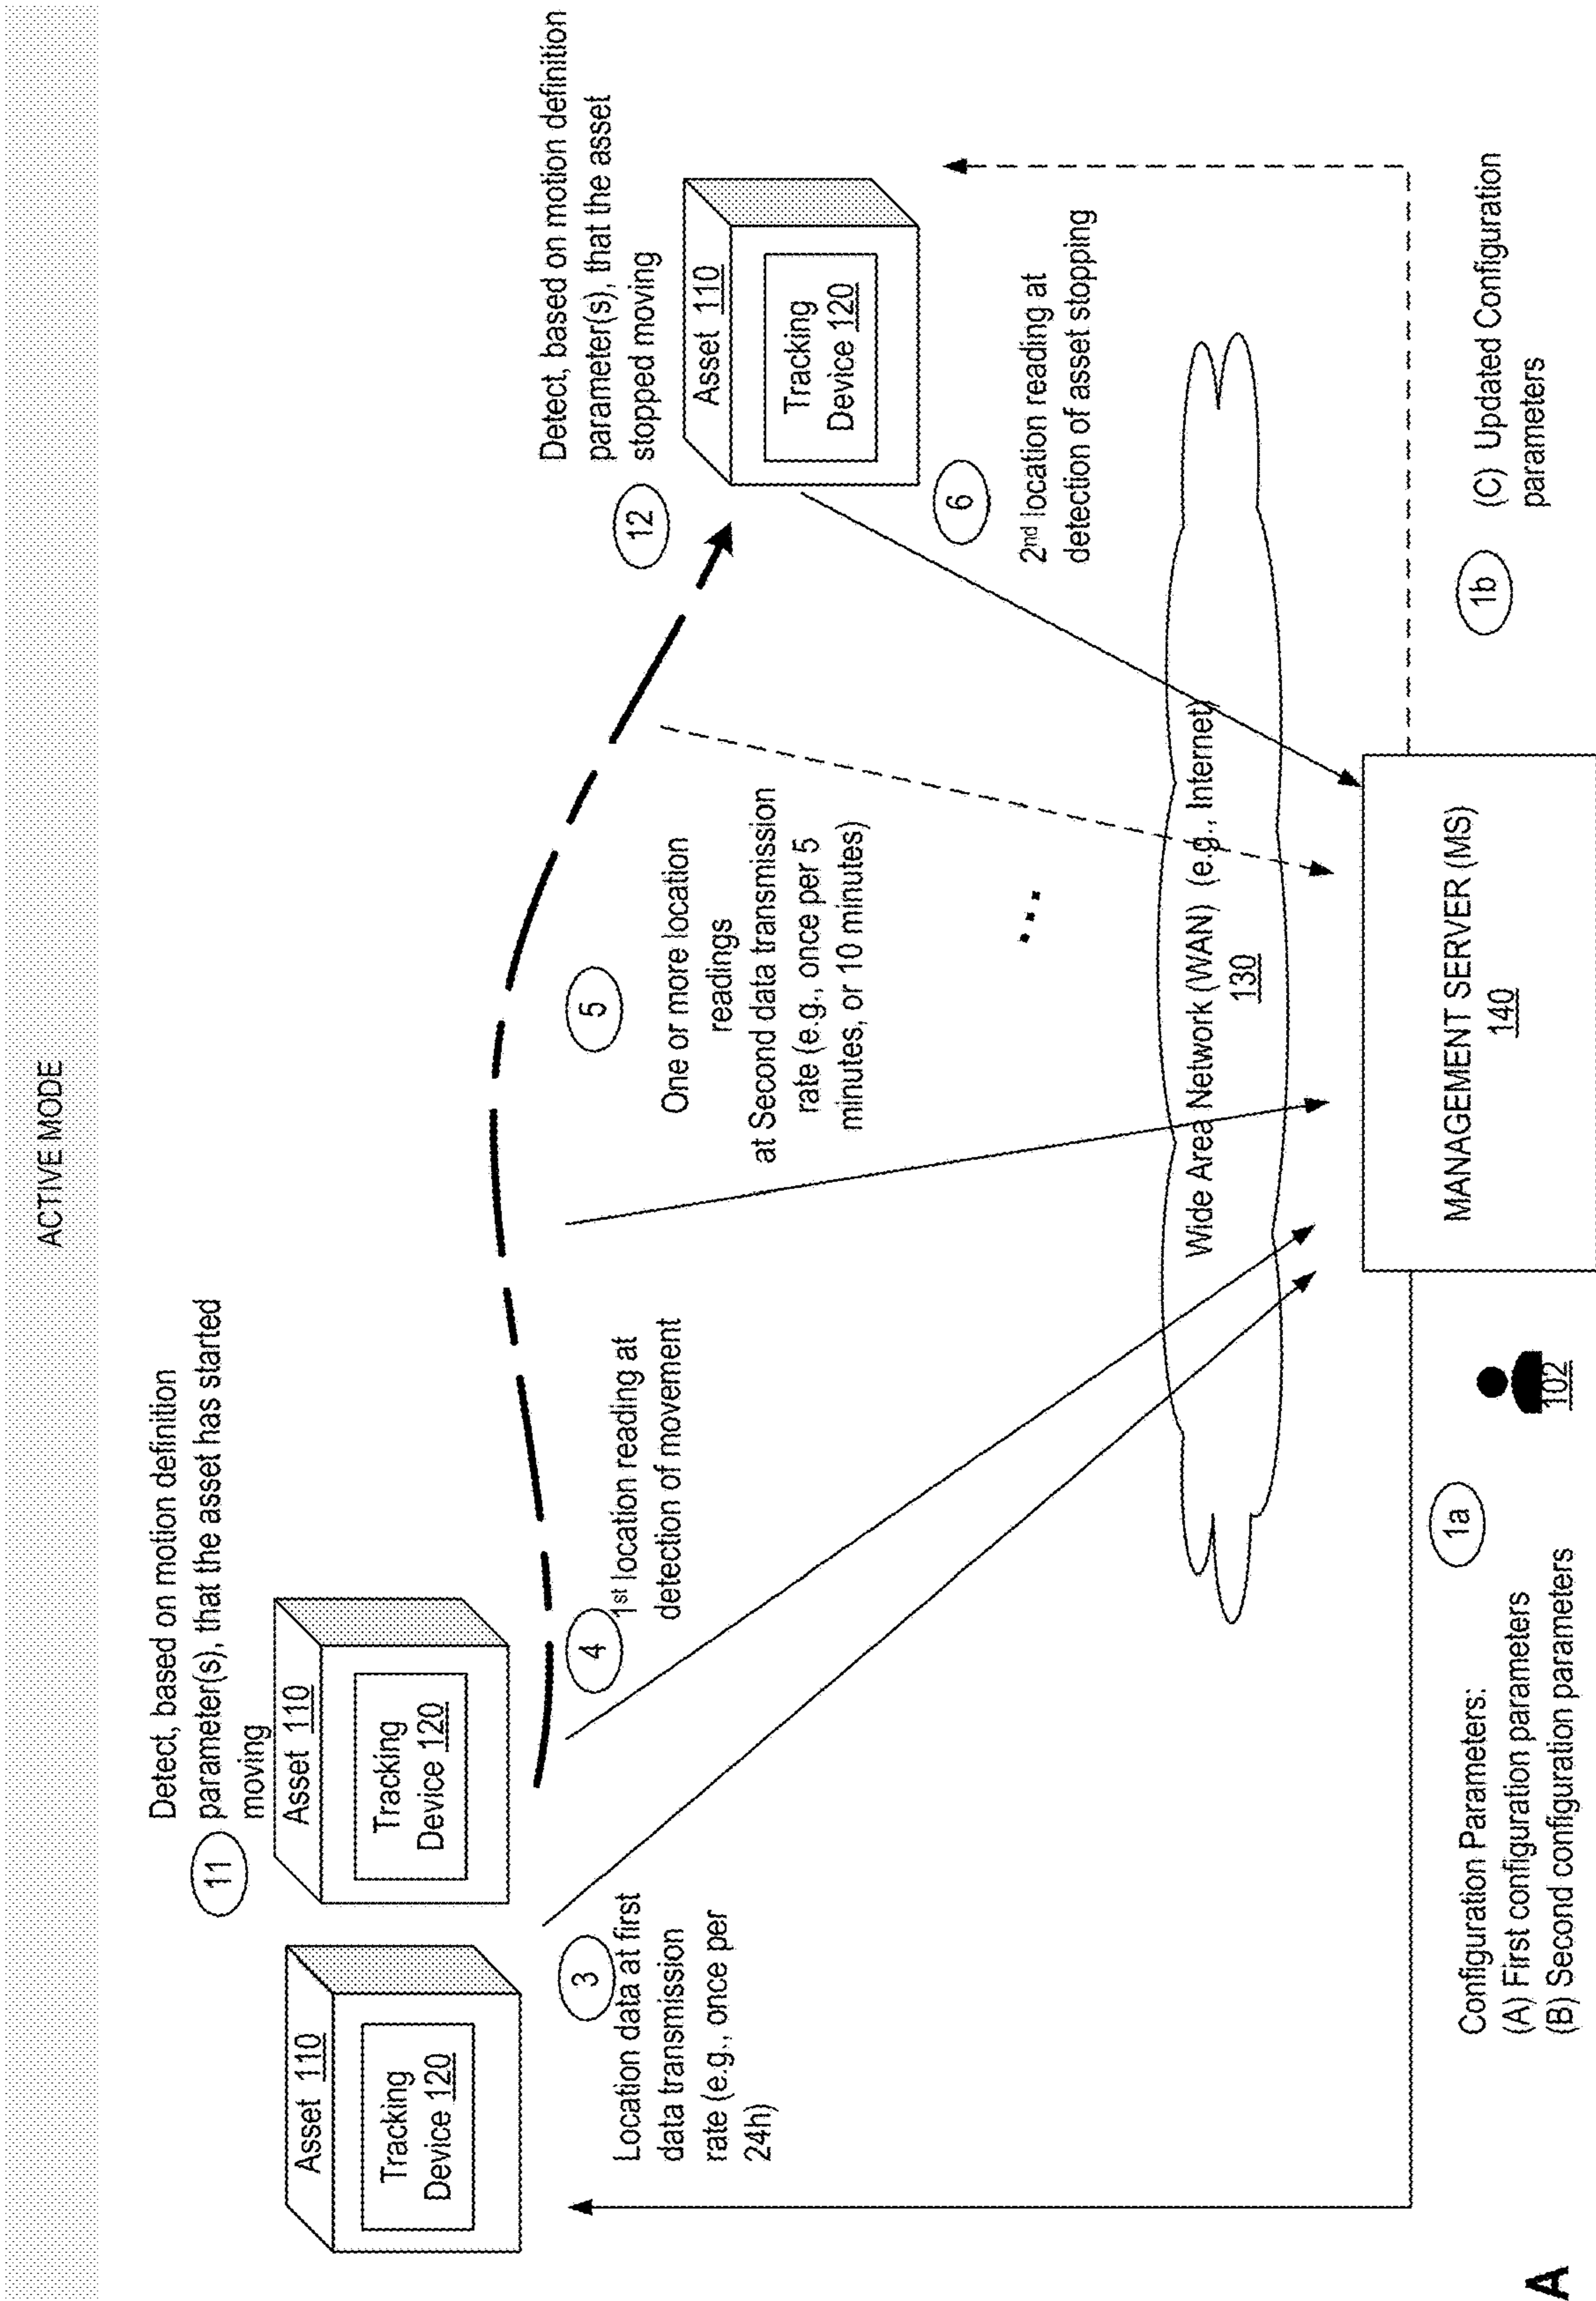 ACTIVE MODE
Detect, based on motion definition
11 parameter(s), that the asset has started
moving
Asset 110
Tracking
Device 120
Asset 110
Tracking
Device 120
3
Location data at first
data transmission
rate (e.g., once per
24h)
4
1st location reading at
detection of movement
5
One or more location
readings
at Second data transmission
rate (e.g., once per 5
minutes, or 10 minutes)
...
12
Detect, based on motion definition
parameter(s), that the asset
stopped moving
Asset 110
Tracking
Device 120
6
2nd location reading at
detection of asset stopping
Wide Area Network (WAN) (e.g., Internet)
130
MANAGEMENT SERVER (MS)
140
102
1a
Configuration Parameters:
(A) First configuration parameters
(B) Second configuration parameters
1b
(C) Updated Configuration
parameters
A